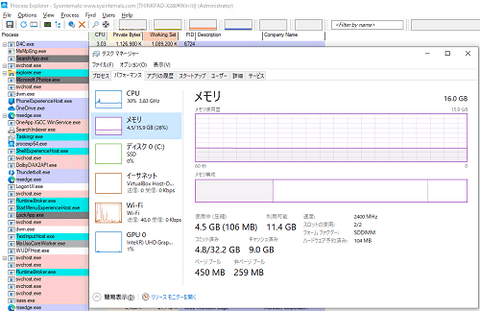 Process Explorer - Sysinternals: www.sysinternals.com [THINKPAD-X280¥Win10] (Administrator)
File Options View Process Find Users Help
<Filter by name>
Process CPU Private Bytes Working Set PID Description Company Name
D4C.exe 3.03 1,126,580 K 1,089,200 K 6724
MsMpEng.exe
SearchApp.exe
svchost.exe
explorer.exe
Microsoft.Photos.exe
svchost.exe
dwm.exe
PhoneExperienceHost.exe
OneDrive.exe
msedge.exe
OneApp.IGCC.WinService.exe
SearchIndexer.exe
Taskmgr.exe
procexp64.exe
ShellExperienceHost.exe
DolbyDAX2API.exe
Thunderbolt.exe
msedge.exe
LogonUI.exe
svchost.exe
RuntimeBroker.exe
StartMenuExperienceHost.exe
LockApp.exe
svchost.exe
dwm.exe
TextInputHost.exe
MoUsoCoreWorker.exe
WUDFHost.exe
svchost.exe
RuntimeBroker.exe
svchost.exe
svchost.exe
lsass.exe
svchost.exe
タスク マネージャー
ファイル(F) オプション(O) 表示(V)
プロセス パフォーマンス アプリの履歴 スタートアップ ユーザー 詳細 サービス
CPU
30% 3.60 GHz
メモリ
4.5/15.9 GB (28%)
ディスク 0 (C:)
SSD
0%
イーサネット
VirtualBox Host-O...
送信: 0 受信: 0 Kbps
Wi-Fi
Wi-Fi
送信: 40.0 受信: 0 Kbps
GPU 0
Intel(R) UHD Grap...
1%
メモリ 16.0 GB
メモリ使用量 15.9 GB
60 秒 0
メモリ構成
使用中 (圧縮) 利用可能
4.5 GB (106 MB) 11.4 GB
コミット済み キャッシュ済み
4.8/32.2 GB 9.0 GB
ページ プール 非ページ プール
450 MB 259 MB
速度: 2400 MHz
スロットの使用: 2/2
フォーム ファクター: SODIMM
ハードウェア予約済み: 104 MB
簡易表示(D) リソース モニターを開く